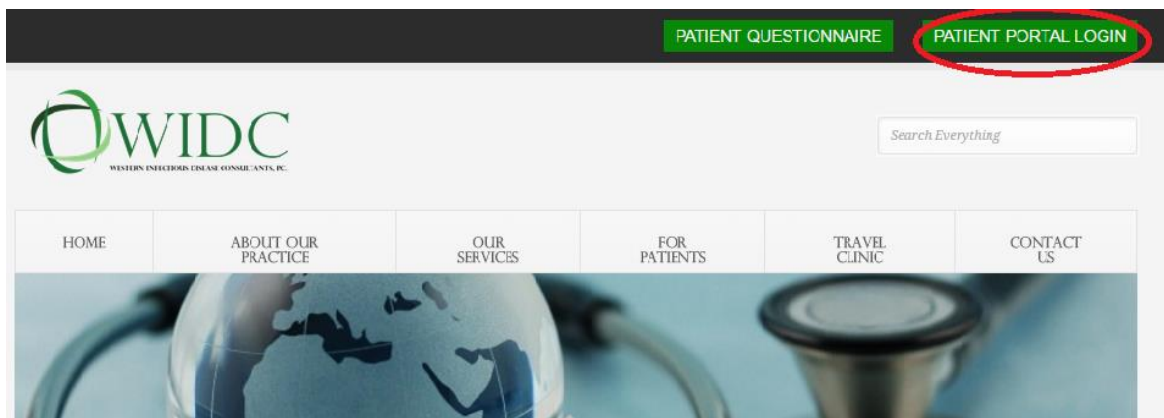 PATIENT QUESTIONNAIRE
PATIENT PORTAL LOGIN
WIDC
WESTERN INFECTIOUS DISEASE CONSULTANTS, PC.
Search Everything
HOME
ABOUT OUR
PRACTICE
OUR
SERVICES
FOR
PATIENTS
TRAVEL
CLINIC
CONTACT
US